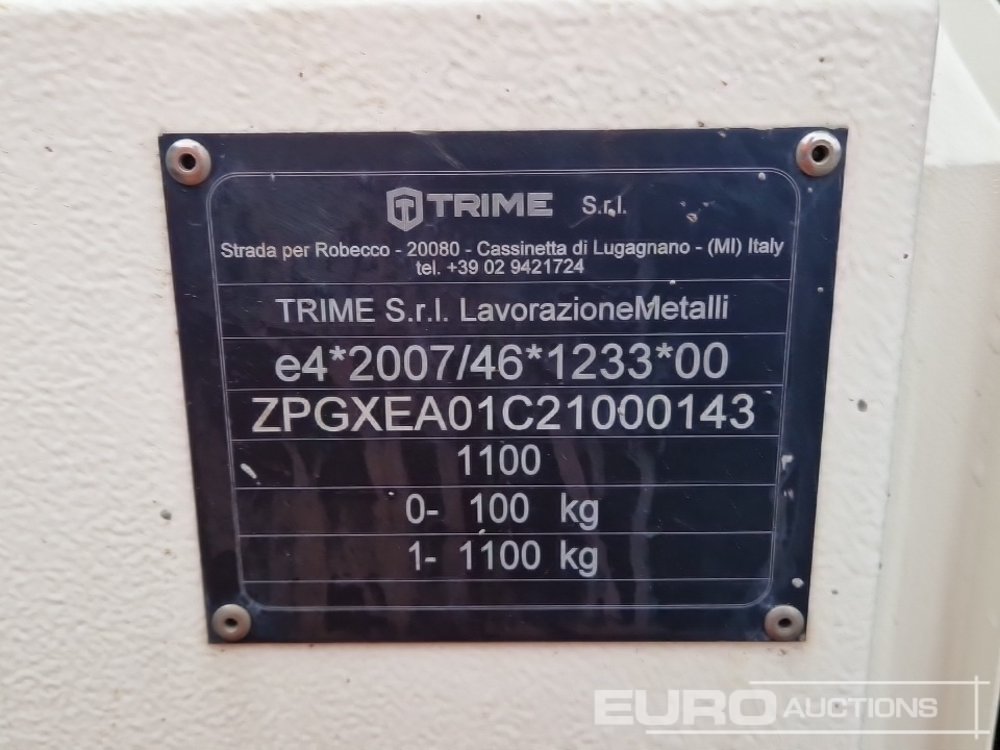 TRIME S.r.l.
Strada per Robecco - 20080 - Cassinetta di Lugagnano - (MI) Italy
tel. +39 02 9421724
TRIME S.r.l. LavorazioneMetalli
e4*2007/46*1233*00
ZPGXEA01C21000143
1100
0- 100 kg
1- 1100 kg
EURO AUCTIONS